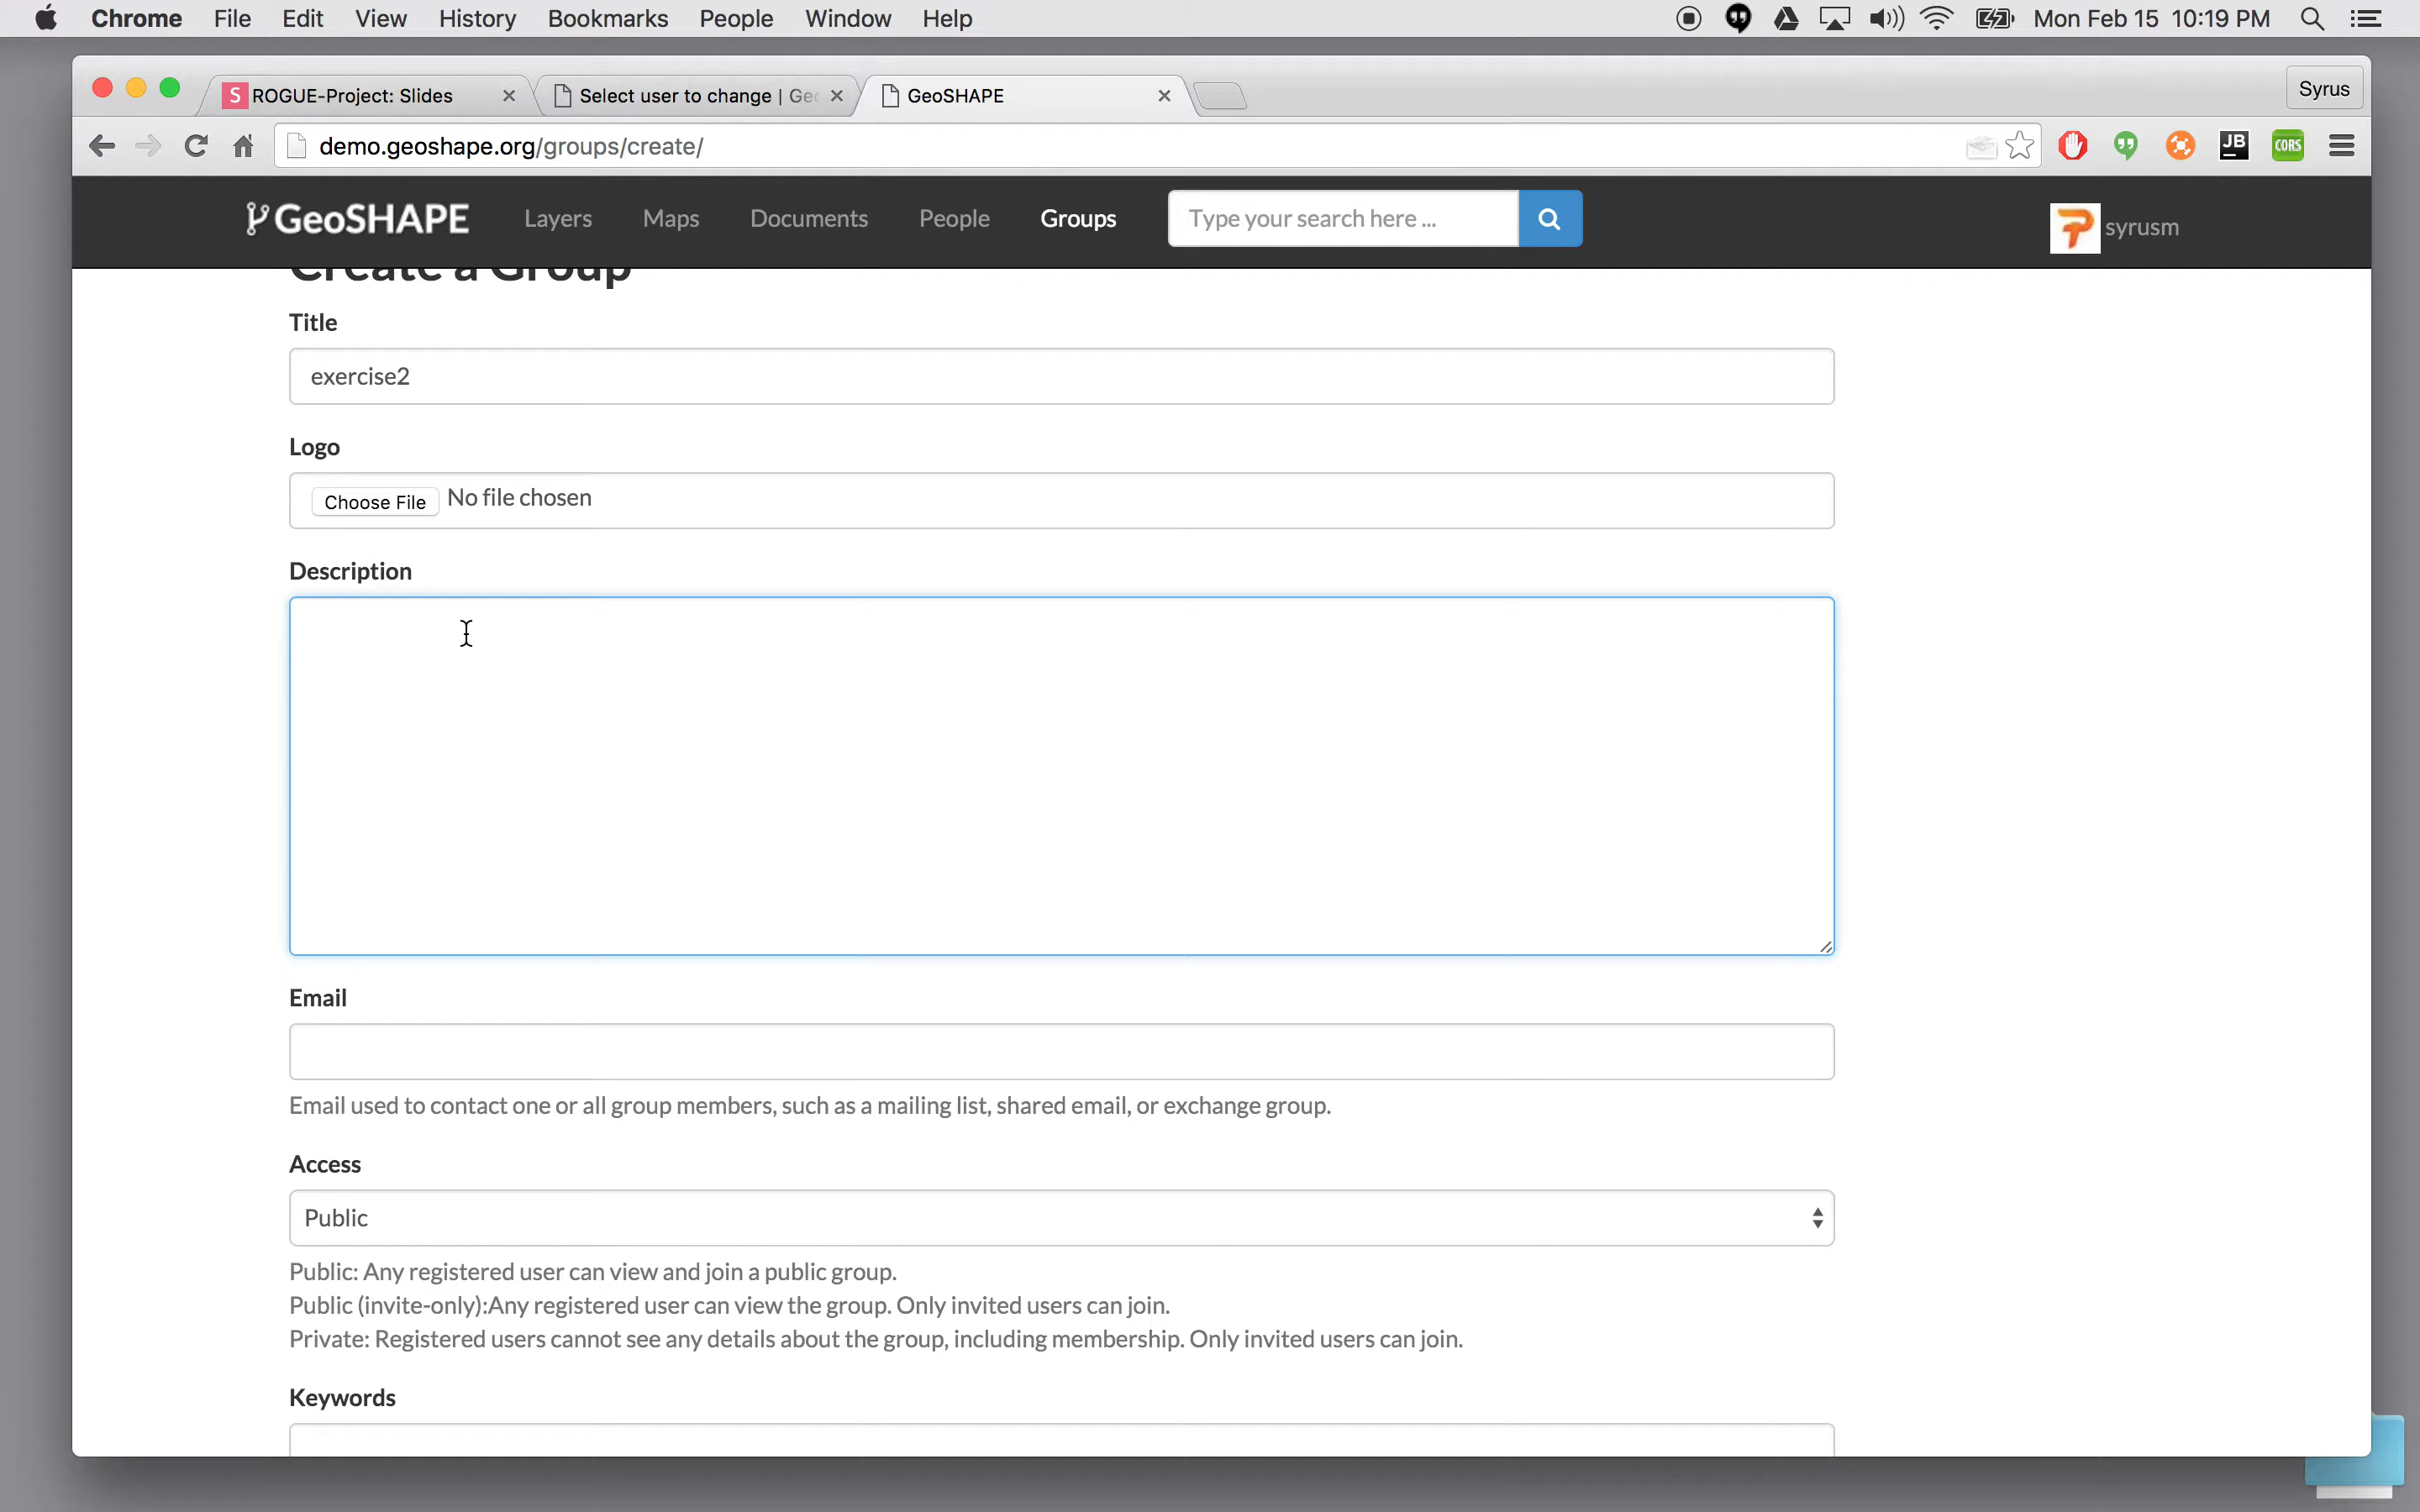 Chrome File Edit View History Bookmarks People Window Help Mon Feb 15 10:19 PM
S ROGUE-Project: Slides Select user to change | Geo GeoSHAPE Syrus
demo.geoshape.org/groups/create/ JB CORS
GeoSHAPE Layers Maps Documents People Groups Type your search here ... syrusm
Create a Group
Title
exercise2
Logo
Choose File No file chosen
Description
Email
Email used to contact one or all group members, such as a mailing list, shared email, or exchange group.
Access
Public
Public: Any registered user can view and join a public group.
Public (invite-only):Any registered user can view the group. Only invited users can join.
Private: Registered users cannot see any details about the group, including membership. Only invited users can join.
Keywords